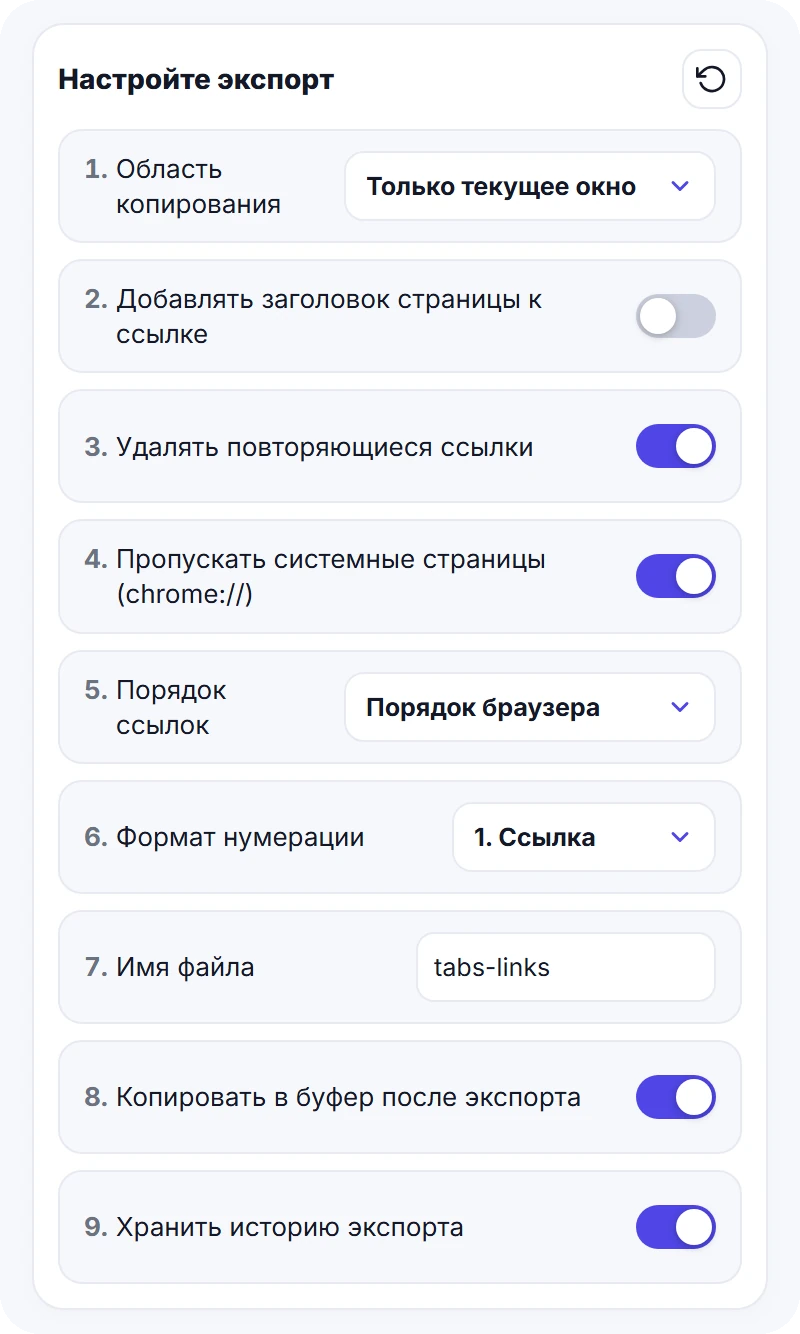 Настройте экспорт
1. Область
копирования
Только текущее окно
2. Добавлять заголовок страницы к
ссылке
3. Удалять повторяющиеся ссылки
4. Пропускать системные страницы
(chrome://)
5. Порядок
ссылок
Порядок браузера
6. Формат нумерации
1. Ссылка
7. Имя файла
tabs-links
8. Копировать в буфер после экспорта
9. Хранить историю экспорта